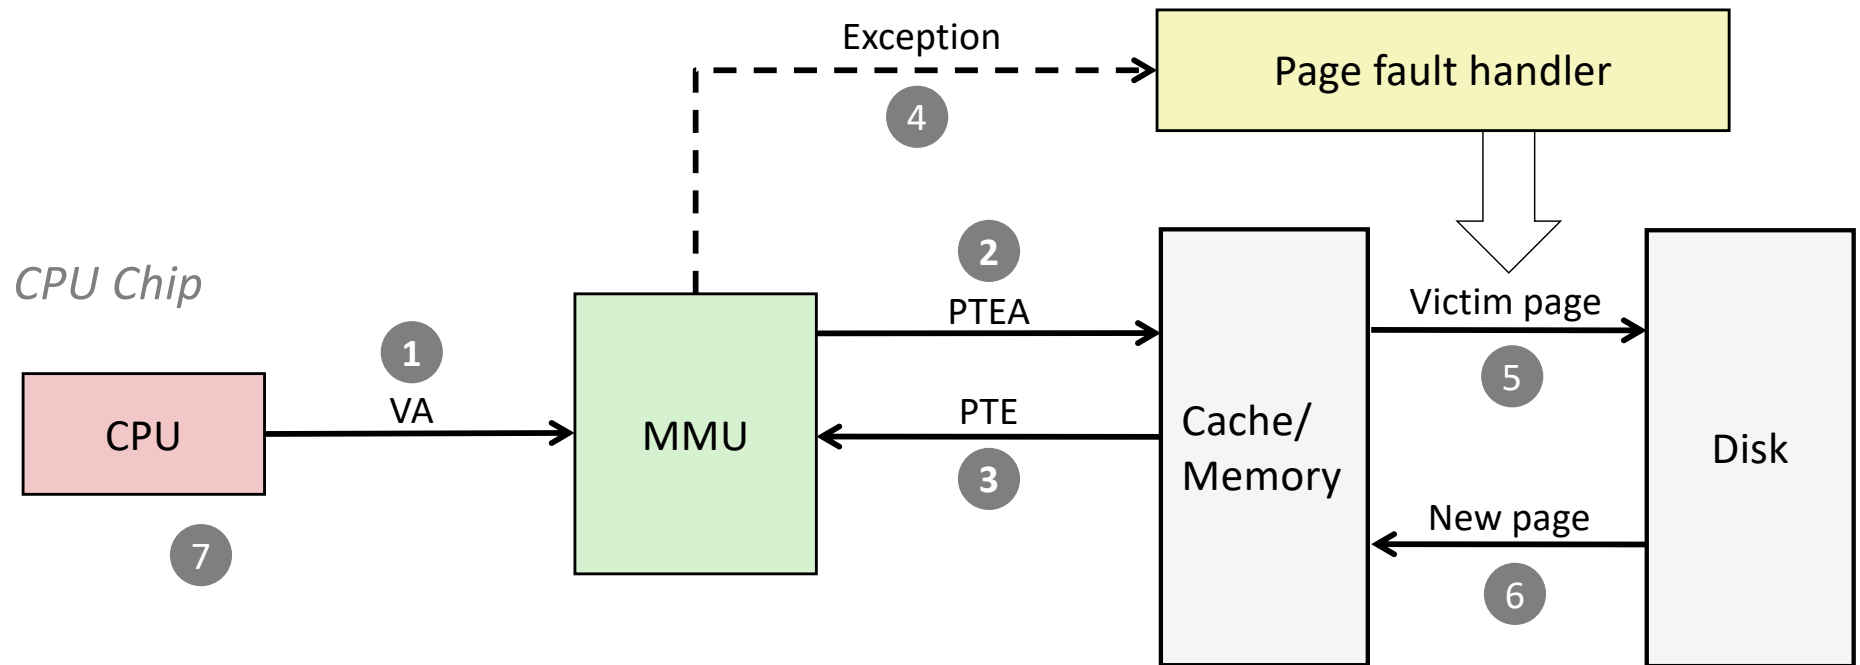 Exception
Page fault handler
4
2
CPU Chip
PTEA
Victim page
1
5
VA
PTE
CPU
MMU
Cache/
Memory
Disk
3
New page
7
6